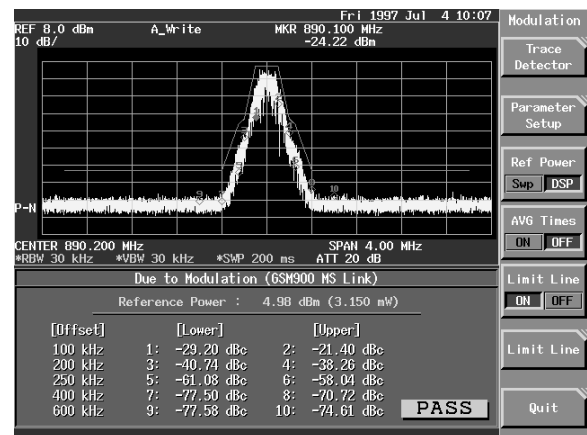 Fri 1997 Jul 4 10:07
REF 8.0 dBm A_Write MKR 890.100 MHz
10 dB/ -24.22 dBm
10
P-N
CENTER 890.200 MHz SPAN 4.00 MHz
*RBW 30 kHz *VBW 30 kHz *SWP 200 ms ATT 20 dB
Due to Modulation (GSM900 MS Link)
Reference Power : 4.98 dBm (3.150 mW)
[Offset] [Lower] [Upper]
100 kHz 1: -29.20 dBc 2: -21.40 dBc
200 kHz 3: -40.74 dBc 4: -38.26 dBc
250 kHz 5: -61.08 dBc 6: -58.04 dBc
400 kHz 7: -77.50 dBc 8: -70.72 dBc
600 kHz 9: -77.58 dBc 10: -74.61 dBc
PASS
Modulation
Trace
Detector
Parameter
Setup
Ref Power
Swp DSP
AVG Times
ON OFF
Limit Line
ON OFF
Limit Line
Quit